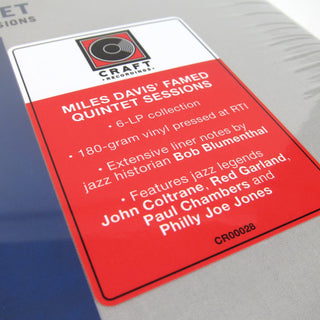 ET
SIONS
CRAFT
• RECORDINGS •
MILES DAVIS' FAMED
QUINTET SESSIONS
• 6-LP collection
• 180-gram vinyl pressed at RTI
• Extensive liner notes by
jazz historian Bob Blumenthal
• Features jazz legends
John Coltrane, Red Garland,
Paul Chambers and
Philly Joe Jones
CR00028